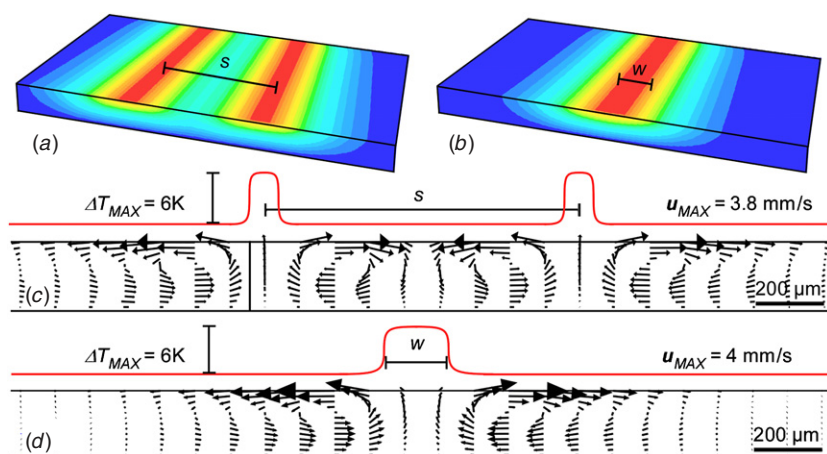 s
w
(a)
(b)
ΔT_MAX = 6K
s
u_MAX = 3.8 mm/s
(c)
200 µm
ΔT_MAX = 6K
w
u_MAX = 4 mm/s
(d)
200 µm